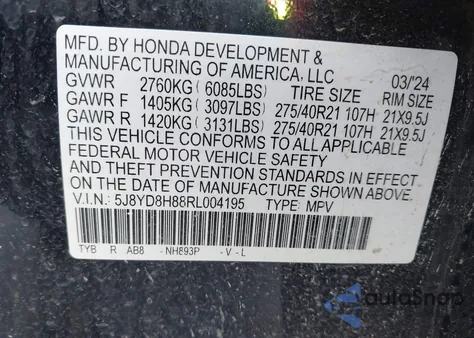 MFD. BY HONDA DEVELOPMENT &
MANUFACTURING OF AMERICA, LLC 03/'24
GVWR 2760KG ( 6085LBS) TIRE SIZE RIM SIZE
GAWR F 1405KG ( 3097LBS) 275/40R21 107H 21X9.5J
GAWR R 1420KG ( 3131LBS) 275/40R21 107H 21X9.5J
THIS VEHICLE CONFORMS TO ALL APPLICABLE
FEDERAL MOTOR VEHICLE SAFETY
AND THEFT PREVENTION STANDARDS IN EFFECT
ON THE DATE OF MANUFACTURE SHOWN ABOVE.
V.I.N.: 5J8YD8H88RL004195 TYPE: MPV
TYB R AB8 -NH893P -V-L
autoSnap